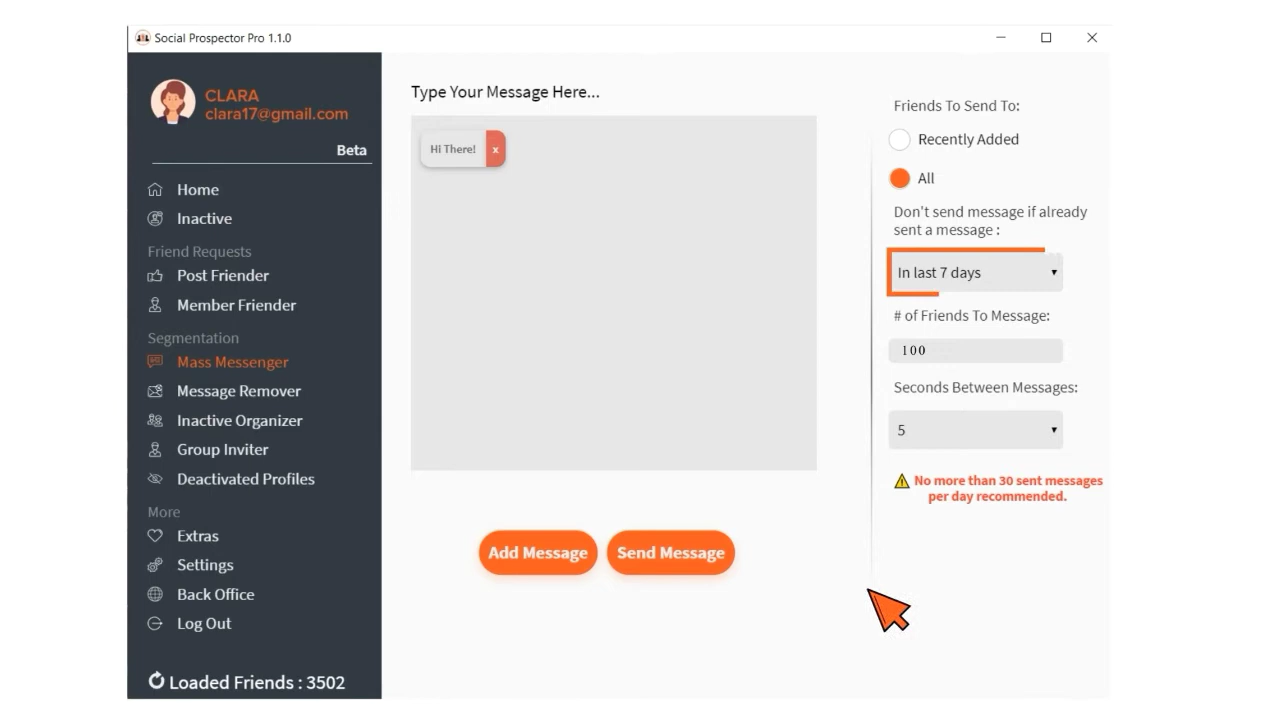 Social Prospector Pro 1.1.0
CLARA
clara17@gmail.com
Beta
Home
Inactive
Friend Requests
Post Friender
Member Friender
Segmentation
Mass Messenger
Message Remover
Inactive Organizer
Group Inviter
Deactivated Profiles
More
Extras
Settings
Back Office
Log Out
Loaded Friends : 3502
Type Your Message Here...
Hi There! x
Add Message
Send Message
Friends To Send To:
Recently Added
All
Don't send message if already
sent a message :
In last 7 days
# of Friends To Message:
100
Seconds Between Messages:
5
No more than 30 sent messages
per day recommended.